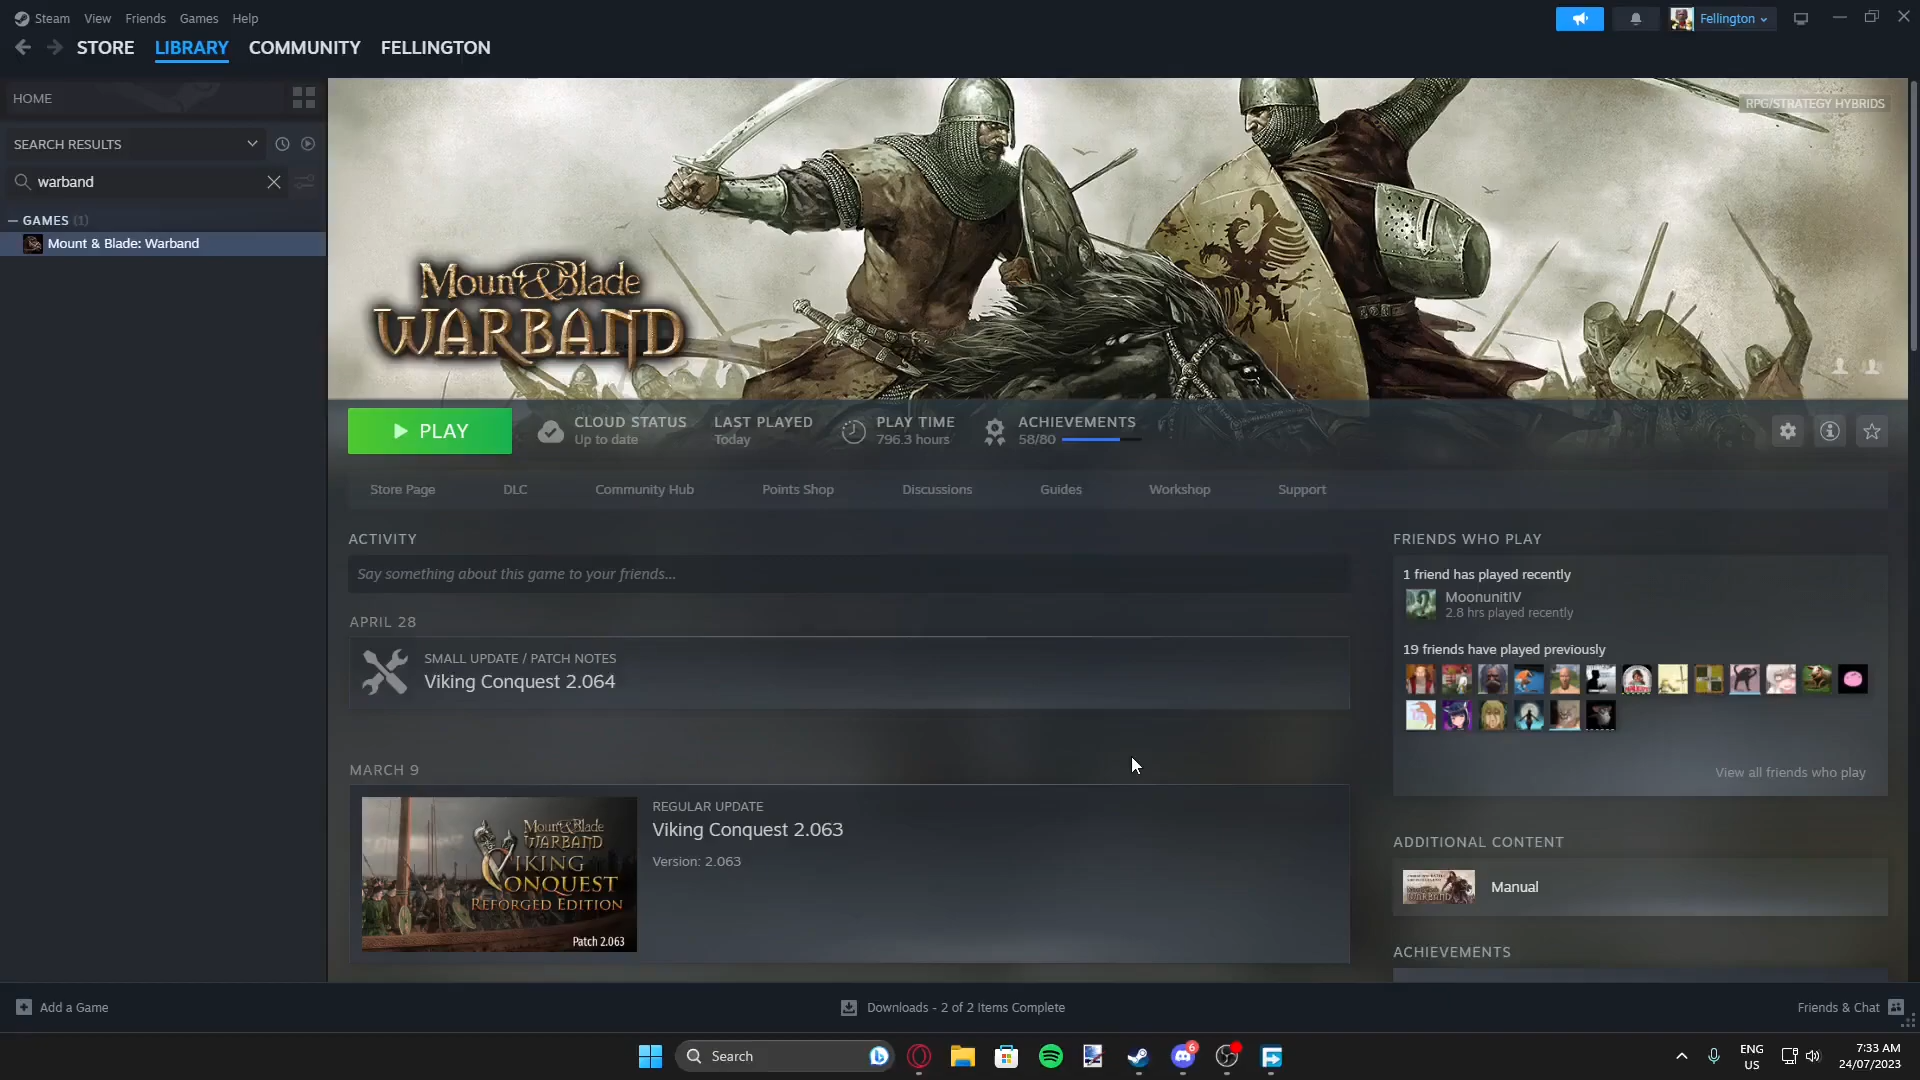 Steam View Friends Games Help
Fellington
STORE LIBRARY COMMUNITY FELLINGTON
HOME
RPG/STRATEGY HYBRIDS
SEARCH RESULTS
warband
GAMES (1)
Mount & Blade: Warband
Mount & Blade
WARBAND
PLAY
CLOUD STATUS
Up to date
LAST PLAYED
Today
PLAY TIME
796.3 hours
ACHIEVEMENTS
58/80
Store Page DLC Community Hub Points Shop Discussions Guides Workshop Support
ACTIVITY
Say something about this game to your friends...
APRIL 28
SMALL UPDATE / PATCH NOTES
Viking Conquest 2.064
MARCH 9
Mount & Blade
WARBAND
VIKING
CONQUEST
REFORGED EDITION
Patch 2.063
REGULAR UPDATE
Viking Conquest 2.063
Version: 2.063
FRIENDS WHO PLAY
1 friend has played recently
MoonunitIV
2.8 hrs played recently
19 friends have played previously
View all friends who play
ADDITIONAL CONTENT
Manual
ACHIEVEMENTS
Add a Game
Downloads - 2 of 2 Items Complete
Friends & Chat
Search
6
ENG
US
7:33 AM
24/07/2023